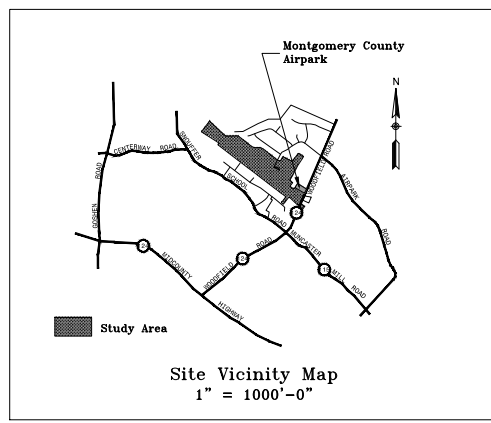 Montgomery County
Airpark
N
SNOUFFER
CENTERWAY ROAD
WOODFIELD ROAD
AIRPARK
GOSHEN ROAD
SCHOOL
ROAD
MUNCASTER
ROAD
WOODFIELD ROAD
MIDCOUNTY
MILL
ROAD
HIGHWAY
Study Area
Site Vicinity Map
1" = 1000'-0"